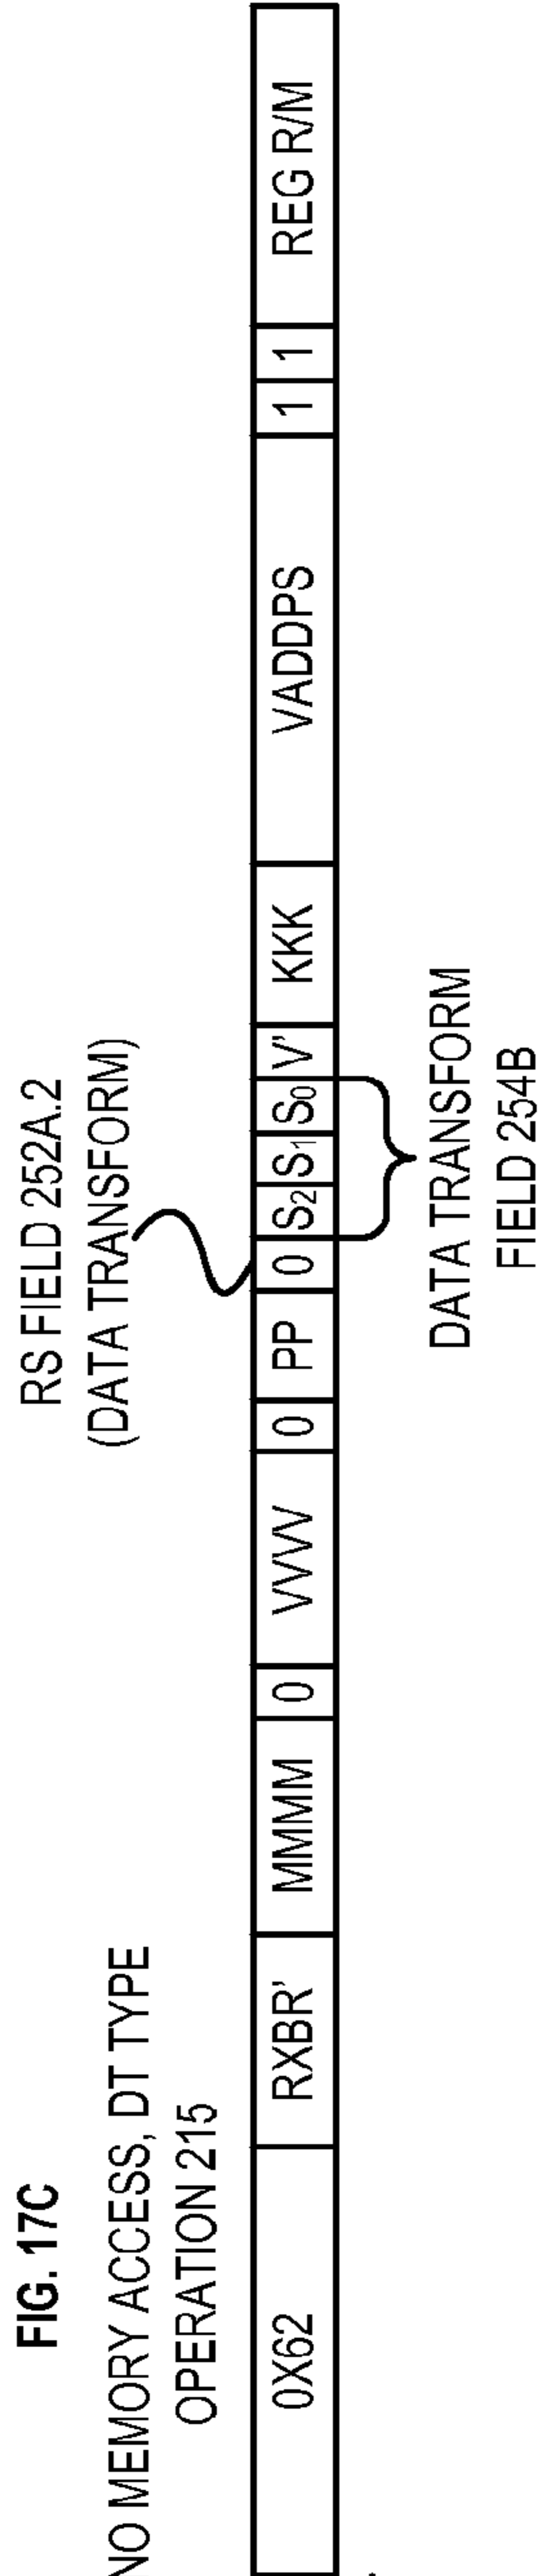 FIG. 17C
NO MEMORY ACCESS, DT TYPE
OPERATION 215
RS FIELD 252A.2
(DATA TRANSFORM)
0X62 RXBR' MMMM 0 VVVV 0 PP 0 S2 S1 S0 V' KKK VADDPS 1 1 REG R/M
DATA TRANSFORM
FIELD 254B